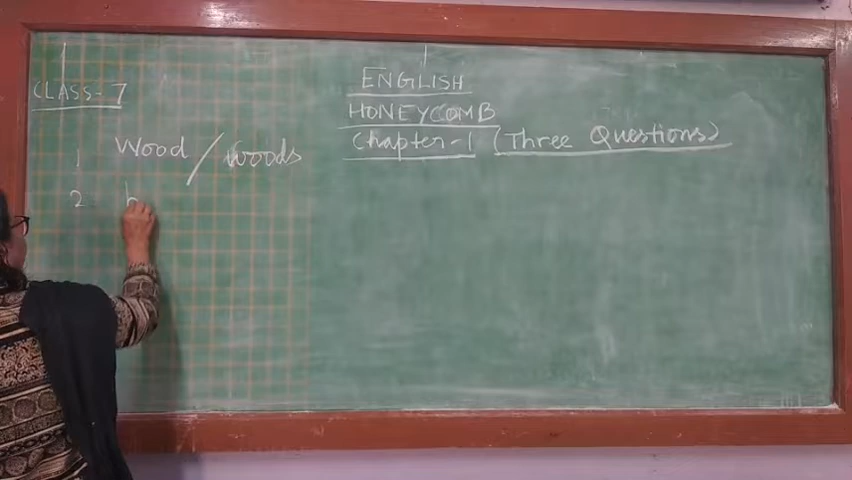 CLASS-7
ENGLISH
HONEYCOMB
Chapter-1 (Three Questions)
1 Wood / Woods
2 h